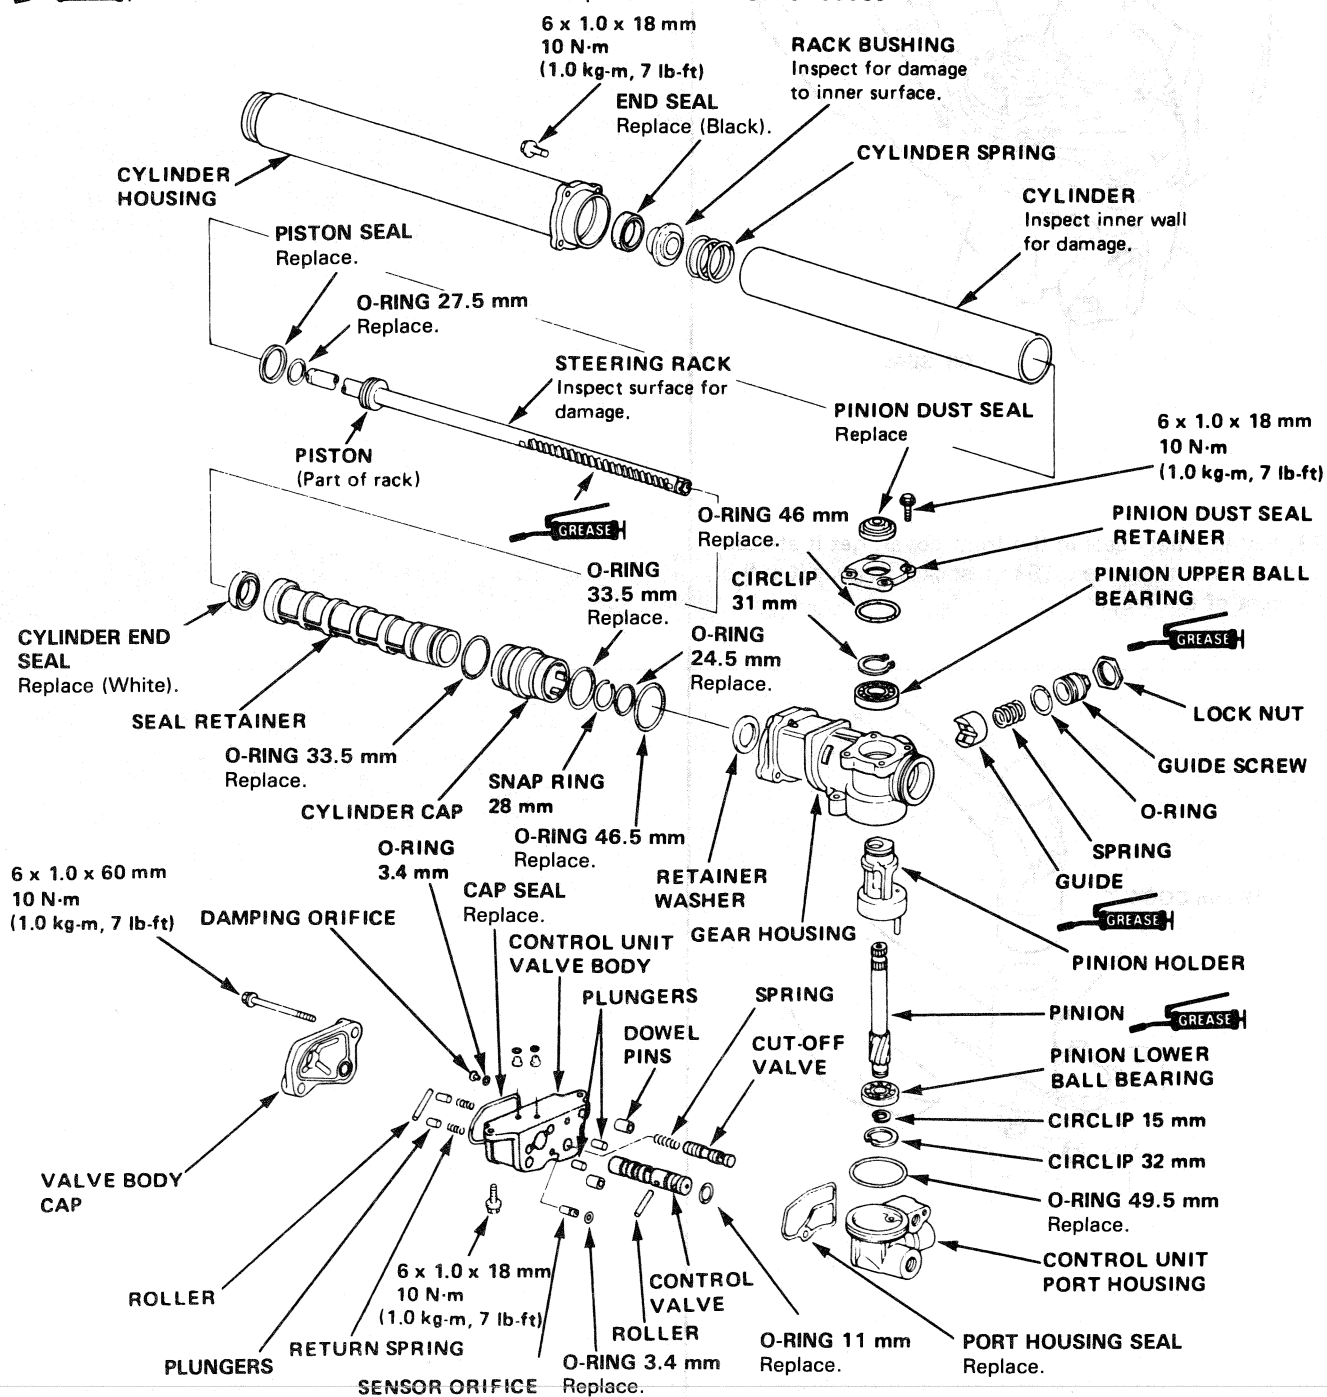 6 x 1.0 x 18 mm
10 N·m
(1.0 kg-m, 7 lb-ft)
RACK BUSHING
Inspect for damage
to inner surface.
END SEAL
Replace (Black).
CYLINDER SPRING
CYLINDER
HOUSING
CYLINDER
Inspect inner wall
for damage.
PISTON SEAL
Replace.
O-RING 27.5 mm
Replace.
STEERING RACK
Inspect surface for
damage.
PINION DUST SEAL
Replace
6 x 1.0 x 18 mm
10 N·m
(1.0 kg-m, 7 lb-ft)
PISTON
(Part of rack)
GREASE
O-RING 46 mm
Replace.
PINION DUST SEAL
RETAINER
O-RING
33.5 mm
Replace.
CIRCLIP
31 mm
PINION UPPER BALL
BEARING
GREASE
CYLINDER END
SEAL
Replace (White).
O-RING
24.5 mm
Replace.
SEAL RETAINER
LOCK NUT
O-RING 33.5 mm
Replace.
GUIDE SCREW
SNAP RING
28 mm
CYLINDER CAP
O-RING
O-RING 46.5 mm
Replace.
SPRING
O-RING
3.4 mm
6 x 1.0 x 60 mm
10 N·m
(1.0 kg-m, 7 lb-ft)
RETAINER
WASHER
GUIDE
CAP SEAL
Replace.
DAMPING ORIFICE
GREASE
GEAR HOUSING
CONTROL UNIT
VALVE BODY
PINION HOLDER
PLUNGERS
SPRING
PINION
GREASE
DOWEL
PINS
CUT-OFF
VALVE
PINION LOWER
BALL BEARING
CIRCLIP 15 mm
CIRCLIP 32 mm
VALVE BODY
CAP
O-RING 49.5 mm
Replace.
CONTROL UNIT
PORT HOUSING
6 x 1.0 x 18 mm
10 N·m
(1.0 kg-m, 7 lb-ft)
CONTROL
VALVE
ROLLER
ROLLER
RETURN SPRING
O-RING 11 mm
Replace.
PORT HOUSING SEAL
Replace.
PLUNGERS
O-RING 3.4 mm
Replace.
SENSOR ORIFICE